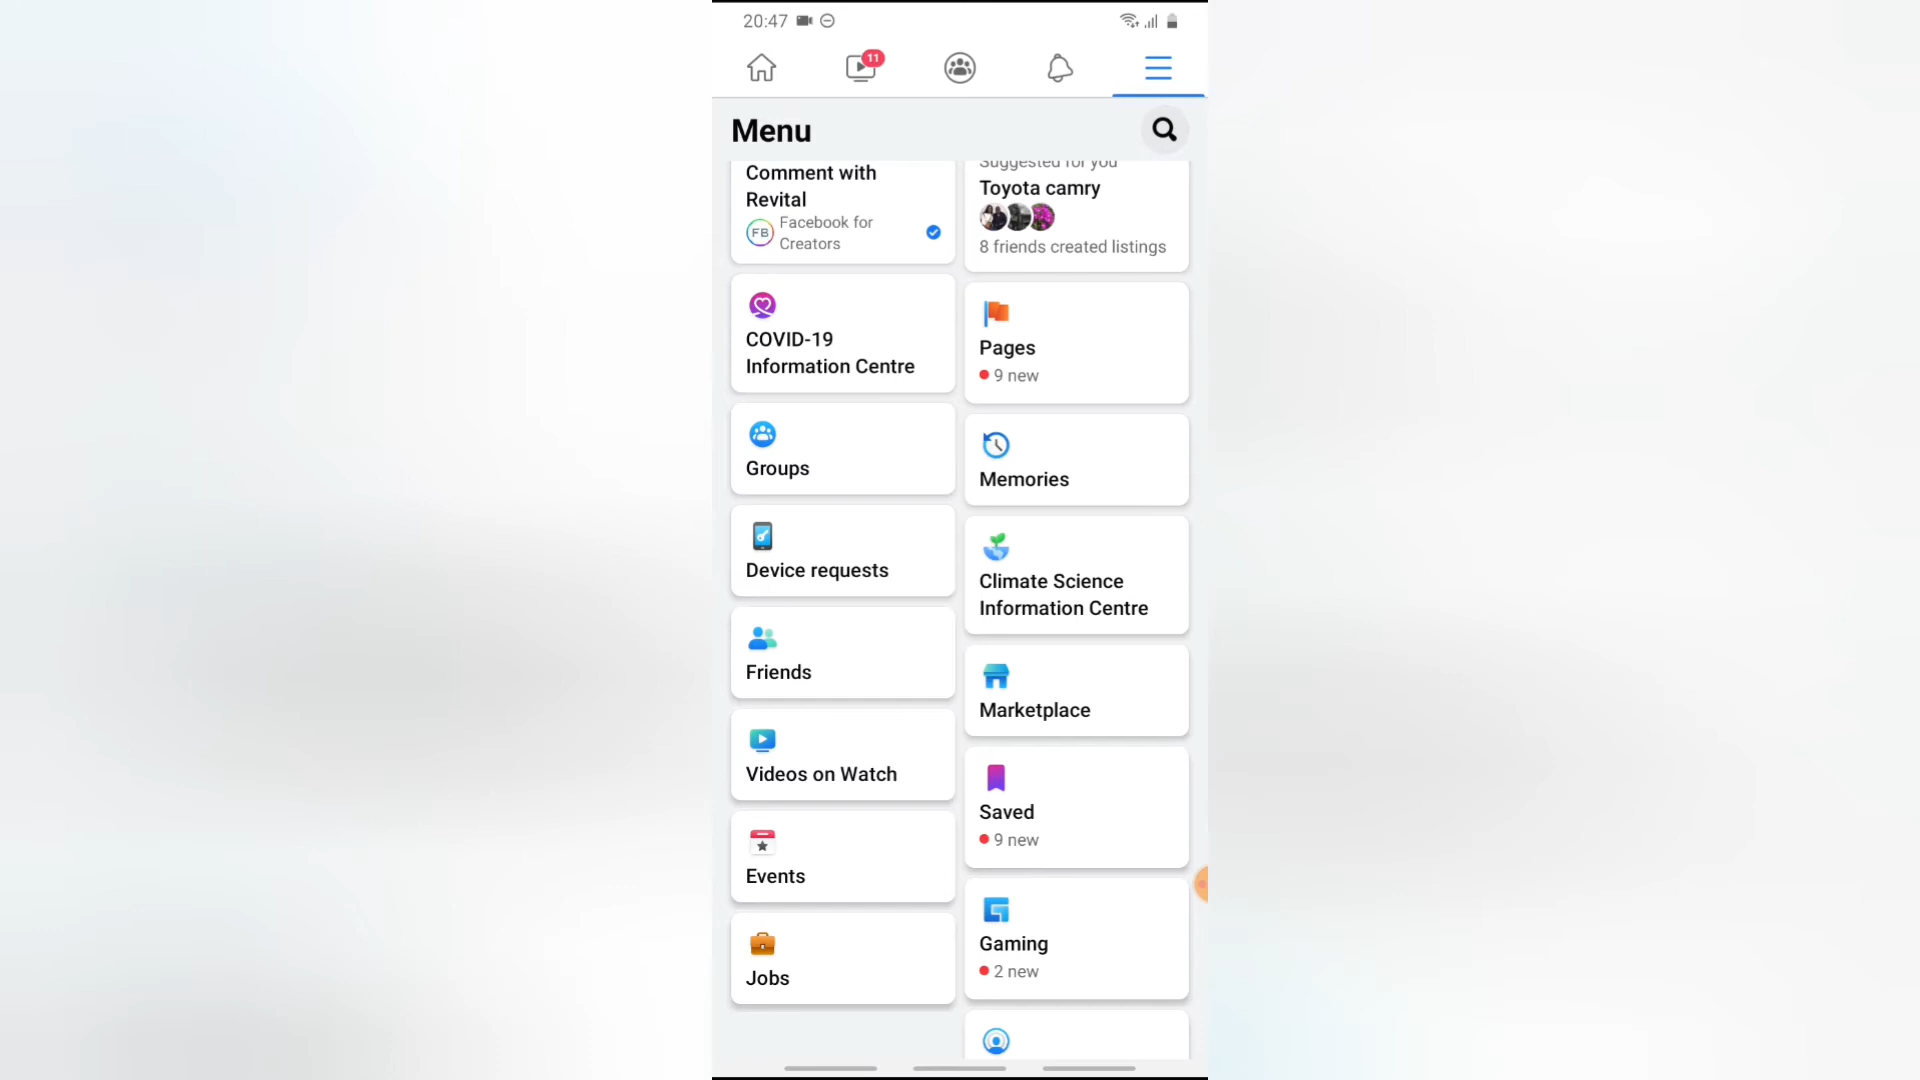 20:47
11
Menu
Comment with
Revital
FB
Facebook for
Creators
Suggested for you
Toyota camry
8 friends created listings
COVID-19
Information Centre
Pages
9 new
Groups
Memories
Device requests
Climate Science
Information Centre
Friends
Marketplace
Videos on Watch
Saved
9 new
Events
Gaming
2 new
Jobs